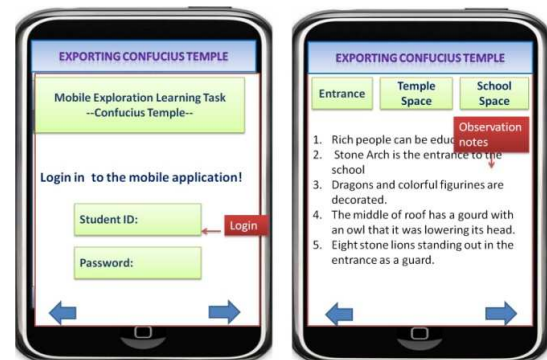 EXPORTING CONFUCIUS TEMPLE
Mobile Exploration Learning Task
--Confucius Temple--
Login in to the mobile application!
Student ID:
Login
Password:
EXPORTING CONFUCIUS TEMPLE
Entrance
Temple
Space
School
Space
Observation
notes
1. Rich people can be
2. Stone Arch is the entrance to the
school
3. Dragons and colorful figurines are
decorated.
4. The middle of roof has a gourd with
an owl that it was lowering its head.
5. Eight stone lions standing out in the
entrance as a guard.